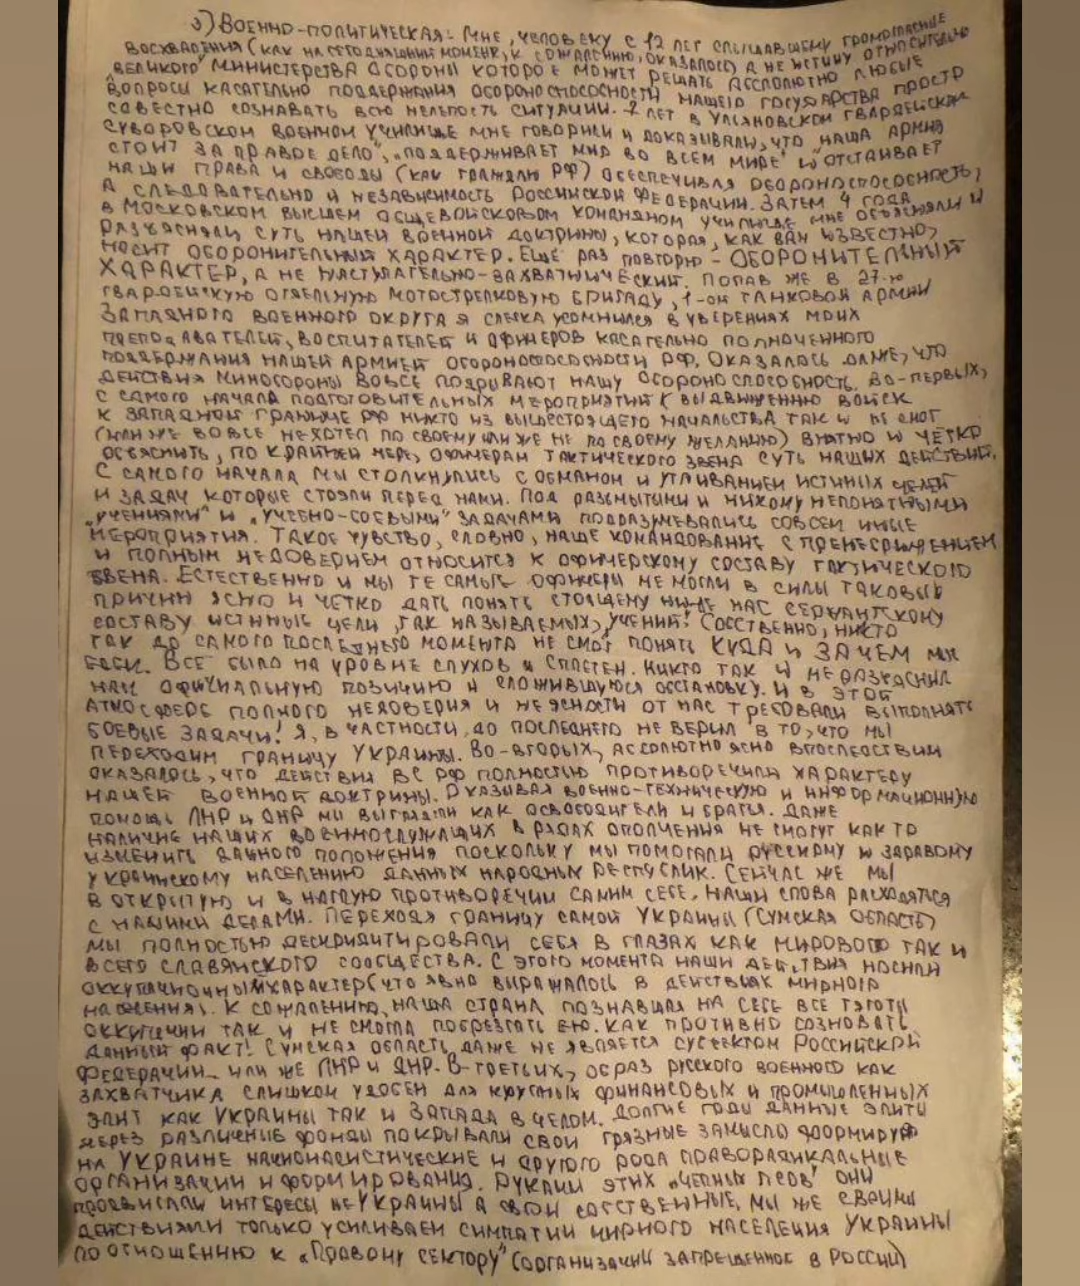 3) Военно-политическая: Мне, человеку с 12 лет слышавшему громогласные
восхваления (как на сегодняшний момент, к сожалению, оказалось) а не истину относительно
"великого" Министерства Обороны которое может решать абсолютно любые
вопросы касательно поддержания обороноспособности нашего государства простр
совестно сознавать всю нелепость ситуации. 7 лет в Ульяновском Гвардейском
Суворовском военном училище мне говорили и доказывали, что наша армия
стоит за правое дело", "поддерживает мир во всем мире" и "отстаивает
наши права и свободы (как граждан РФ) обеспечивая обороноспособность,
а следовательно и независимость Российской Федерации. Затем 4 года
в Московском высшем общевойсковом командном училище мне объясняли и
разъясняли суть нашей военной доктрины, которая, как вам известно,
носит оборонительный характер. Еще раз повторю - ОБОРОНИТЕЛЬНЫЙ
ХАРАКТЕР, а не наступательно-захватнический. Попав же в 27-ю
гвардейскую отдельную мотострелковую бригаду, 1-ой танковой армии
Западного военного округа я слегка усомнился в уверениях моих
преподавателей, воспитателей и офицеров касательно полноценного
поддержания нашей армией обороноспособности РФ. Оказалось даже, что
действия Минобороны вовсе подрывают нашу обороноспособность. Во-первых,
с самого начала подготовительных мероприятий к выдвижению войск
к западной границе РФ никто из вышестоящего начальства так и не смог
(или же вовсе не хотел по своему или же не по своему желанию) внятно и четко
объяснить, по крайней мере, офицерам тактического звена суть наших действий.
С самого начала мы столкнулись с обманом и утаиванием истиных целей
и задач которые стояли перед нами. Под размытыми и никому непонятными
"учениями" и "учебно-боевыми" задачами подразумевались совсем иные
мероприятия. Такое чувство, словно, наше командование с пренебрежением
и полным недоверием относится к офицерскому составу тактического
звена. Естественно и мы те самые офицеры не могли в силы таковых
причин ясно и четко дать понять стоящему ниже нас сержантскому
составу истинные цели, так называемых, учений! Собственно, никто
так до самого последнего момента не смог понять КУДА и ЗАЧЕМ мы
едем. Все было на уровне слухов и сплетен. Никто так и не разъяснил
нам официальную позицию и сложившуюся обстановку. И в этой
атмосфере полного недоверия и неясности от нас требовали выполнять
боевые задачи! Я, в частности, до последнего не верил в то, что мы
переходим границу Украины. Во-вторых, абсолютно ясно впоследствии
оказалось, что действия ВС РФ полностью противоречили характеру
нашей военной доктрины. Оказывая военно-техническую и информационную
помощь ЛНР и ДНР мы выглядели как освободители и братья. Даже
наличие наших военнослужащих в рядах ополчения не смогут как то
изменить данного положения поскольку мы помогали русскому и здравому
украинскому населению данных народных республик. Сейчас же мы
в открытую и в наглую противоречим самим себе. Наши слова расходятся
с нашими делами. Переходя границу самой Украины (Сумская область)
мы полностью дескридитировали себя в глазах как мирового так и
всего славянского сообщества. С этого момента наши действия носили
оккупационный характер (что явно выражалось в действиях мирного
населения). К сожалению, наша страна познавшая на себе все тяготы
оккупации так и не смогла побрезгать ею. Как противно созновать
данный факт! Сумская область даже не является субъектом Российской
Федерации или же ЛНР и ДНР. В-третьих, образ русского военного как
захватчика слишком удобен для крупных финансовых и промышленных
элит как Украины так и Запада в целом. Долгие годы данные элиты
через различные фонды покрывали свои грязные замыслы формируя
на Украине националистические и другого рода праворадикальные
организации и формирования. Руками этих "цепных псов" они
продвигали интересы не Украины а свои собственные, мы же своими
действиями только усиливаем симпатии мирного населения Украины
по отношению к "Правому сектору" (организации запрещенное в России)